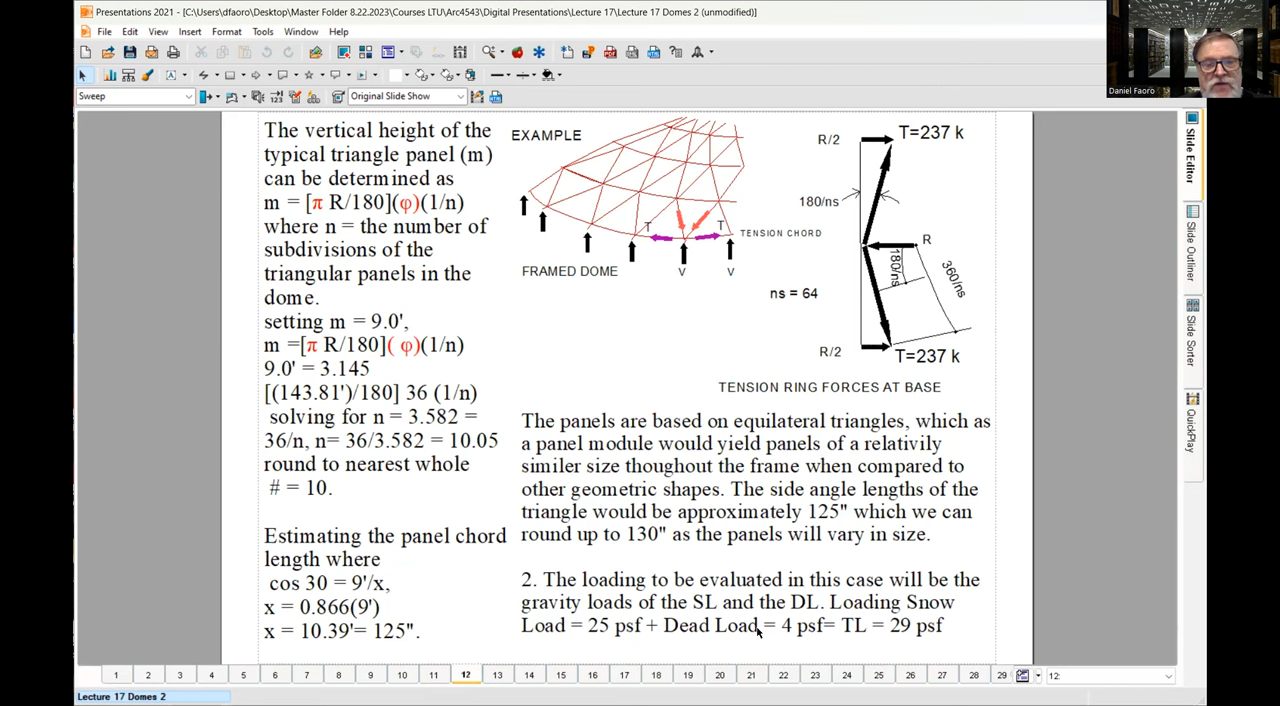 Presentations 2021 - [C:\Users\dfaoro\Desktop\Master Folder 8.22.2023\Courses LTU\Arc4543\Digital Presentations\Lecture 17\Lecture 17 Domes 2 (unmodified)]
File Edit View Insert Format Tools Window Help
Sweep
Original Slide Show
Daniel Faoro
The vertical height of the
typical triangle panel (m)
can be determined as
m = [π R/180](φ)(1/n)
where n = the number of
subdivisions of the
triangular panels in the
dome.
setting m = 9.0',
m =[π R/180]( φ)(1/n)
9.0' = 3.145
[(143.81')/180] 36 (1/n)
solving for n = 3.582 =
36/n, n= 36/3.582 = 10.05
round to nearest whole
# = 10.
Estimating the panel chord
length where
cos 30 = 9'/x,
x = 0.866(9')
x = 10.39'= 125".
EXAMPLE
T
T
TENSION CHORD
FRAMED DOME
V
V
R/2
T=237 k
180/ns
R
180/ns
360/ns
ns = 64
R/2
T=237 k
TENSION RING FORCES AT BASE
The panels are based on equilateral triangles, which as
a panel module would yield panels of a relativily
similer size thoughout the frame when compared to
other geometric shapes. The side angle lengths of the
triangle would be approximately 125" which we can
round up to 130" as the panels will vary in size.
2. The loading to be evaluated in this case will be the
gravity loads of the SL and the DL. Loading Snow
Load = 25 psf + Dead Load = 4 psf= TL = 29 psf
Slide Editor
Slide Outliner
Slide Sorter
QuickPlay
1 2 3 4 5 6 7 8 9 10 11 12 13 14 15 16 17 18 19 20 21 22 23 24 25 26 27 28 29
12:
Lecture 17 Domes 2